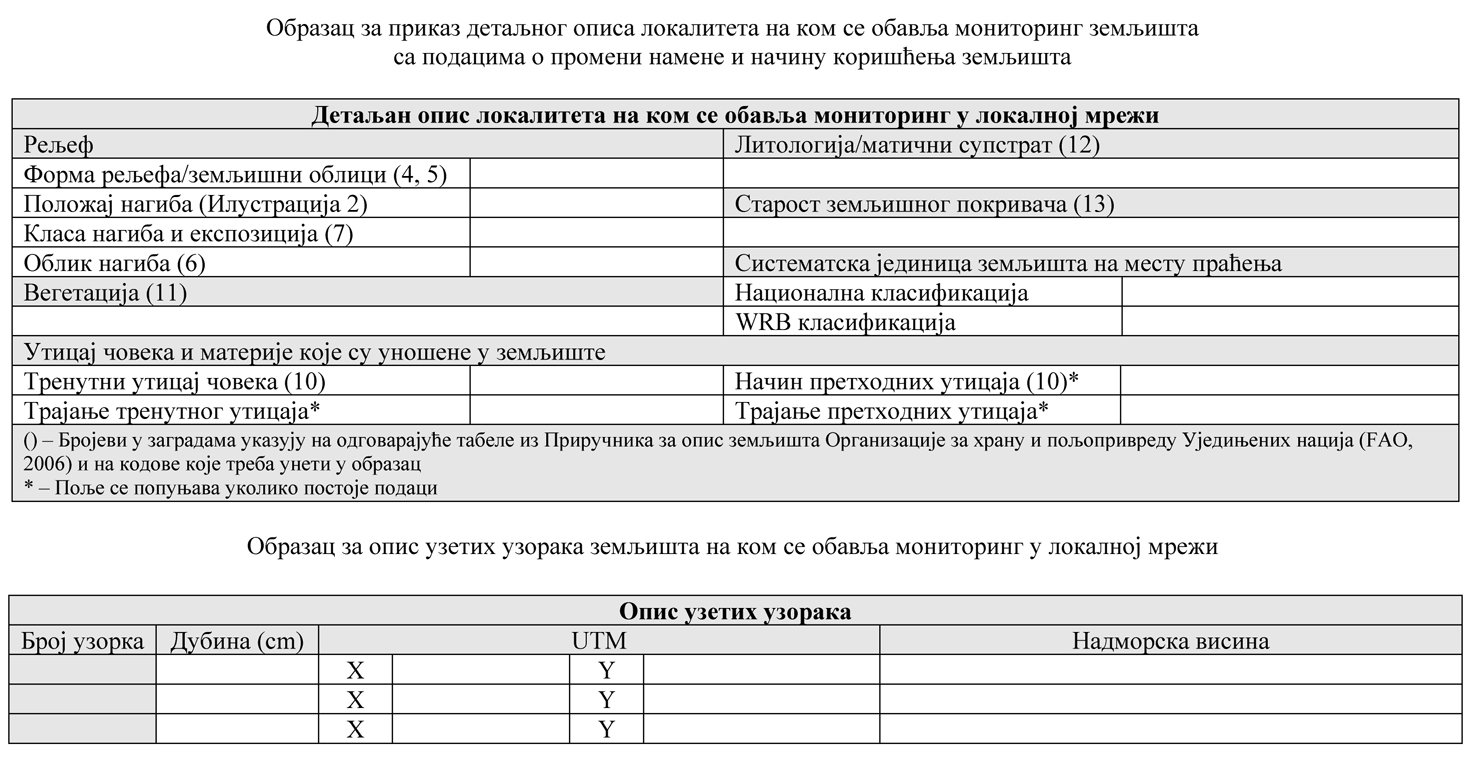 Образац за приказ детаљног описа локалитета на ком се обавља мониторинг земљишта
са подацима о промени намене и начину коришћења земљишта
Детаљан опис локалитета на ком се обавља мониторинг у локалној мрежи
Рељеф Литологија/матични супстрат (12)
Форма рељефа/земљишни облици (4, 5)
Положај нагиба (Илустрација 2) Старост земљишног покривача (13)
Класа нагиба и експозиција (7)
Облик нагиба (6) Систематска јединица земљишта на месту праћења
Вегетација (11) Национална класификација
WRB класификација
Утицај човека и материје које су уношене у земљиште
Тренутни утицај човека (10) Начин претходних утицаја (10)*
Трајање тренутног утицаја* Трајање претходних утицаја*
() – Бројеви у заградама указују на одговарајуће табеле из Приручника за опис земљишта Организације за храну и пољопривреду Уједињених нација (FAO,
2006) и на кодове које треба унети у образац
* – Поље се попуњава уколико постоје подаци
Образац за опис узетих узорака земљишта на ком се обавља мониторинг у локалној мрежи
Опис узетих узорака
Број узорка Дубина (cm) UTM Надморска висина
X Y
X Y
X Y